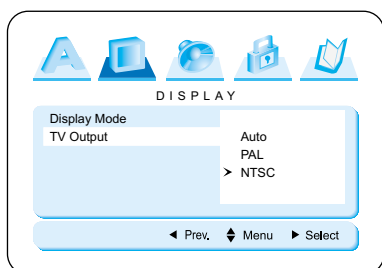 A
DISPLAY
Display Mode
TV Output
Auto
PAL
NTSC
Prev. Menu Select